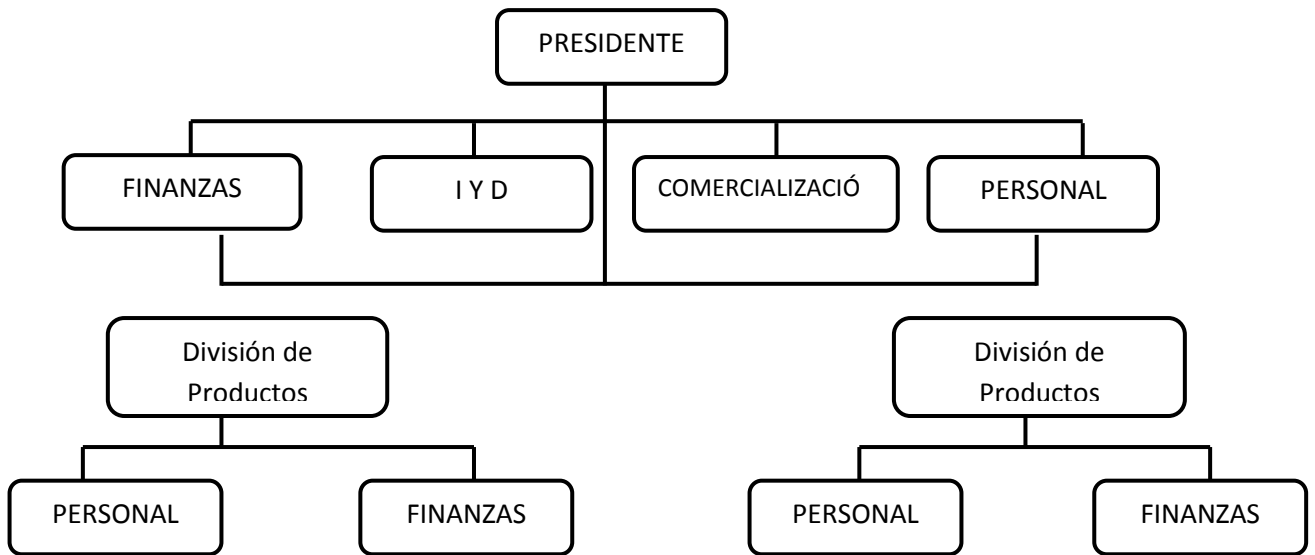 PRESIDENTE
FINANZAS
I Y D
COMERCIALIZACIÓ
PERSONAL
División de
Productos
División de
Productos
PERSONAL
FINANZAS
PERSONAL
FINANZAS